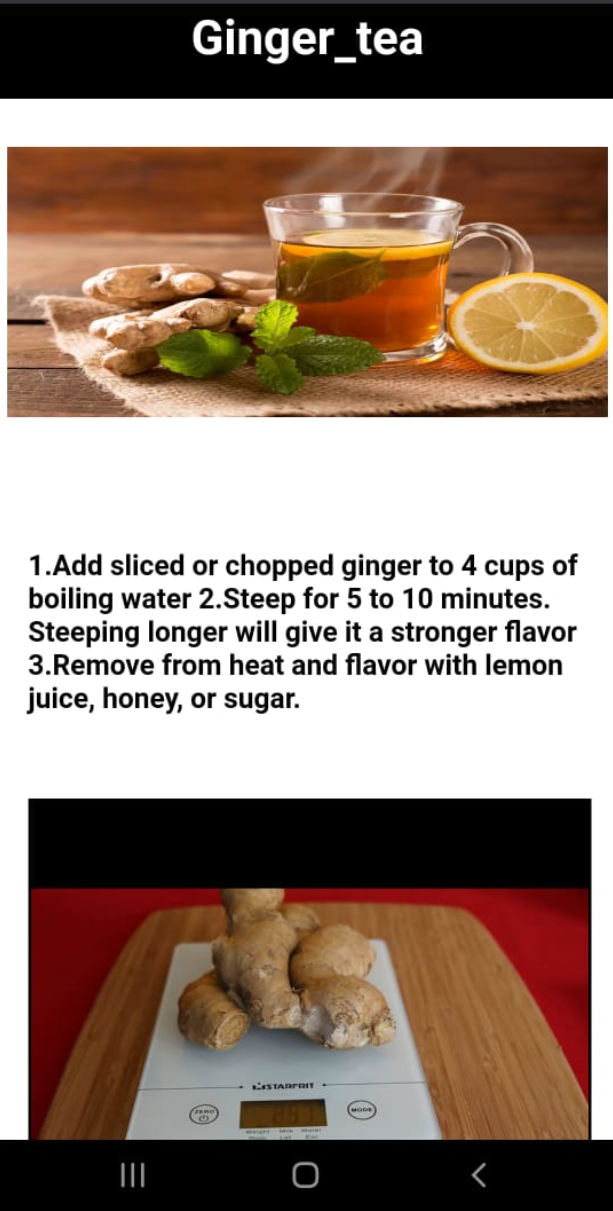 Ginger_tea
1.Add sliced or chopped ginger to 4 cups of
boiling water 2.Steep for 5 to 10 minutes.
Steeping longer will give it a stronger flavor
3.Remove from heat and flavor with lemon
juice, honey, or sugar.
STARFRIT
ZERO
MODE